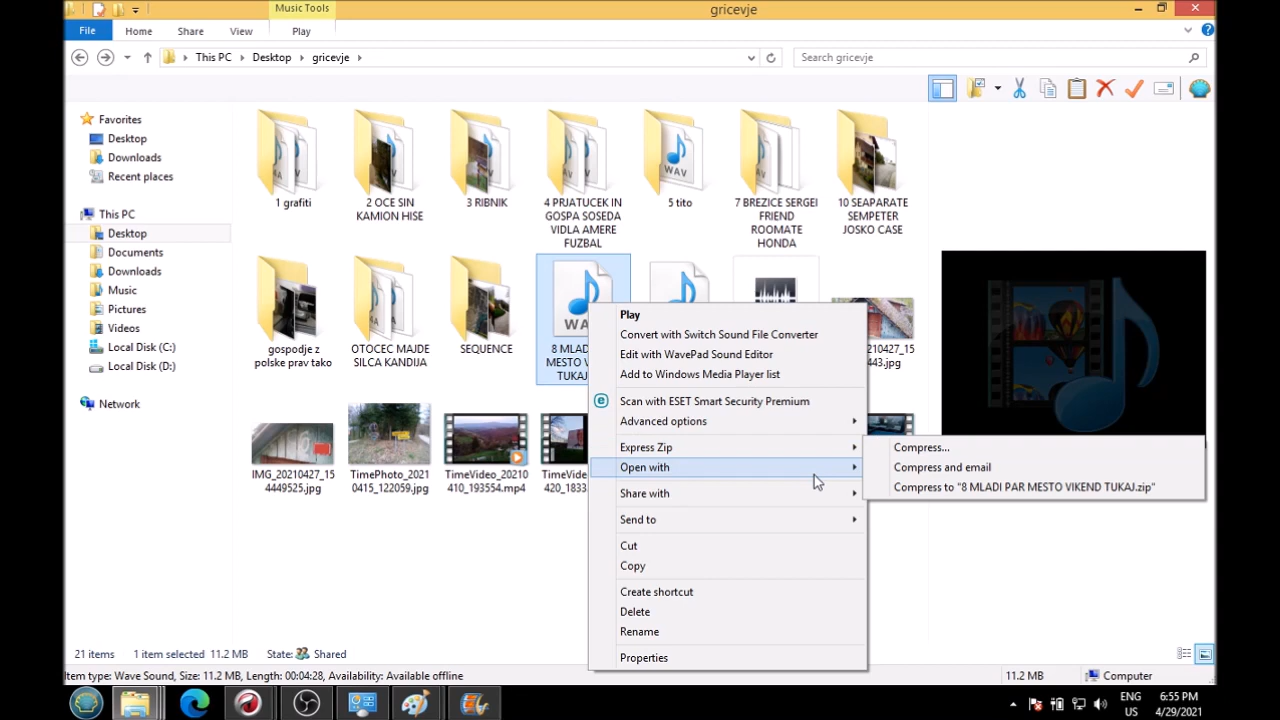 Music Tools
gricevje
File
Home
Share
View
Play
This PC
Desktop
gricevje
Search gricevje
Favorites
Desktop
Downloads
Recent places
This PC
Desktop
Documents
Downloads
Music
Pictures
Videos
Local Disk (C:)
Local Disk (D:)
Network
1 grafiti
2 OCE SIN
KAMION HISE
3 RIBNIK
4 PRJATUCEK IN
GOSPA SOSEDA
VIDLA AMERE
FUZBAL
WAV
5 tito
7 BREZICE SERGEI
FRIEND
ROOMATE
HONDA
10 SEAPARATE
SEMPETER
JOSKO CASE
gospodje z
polske prav tako
OTOCEC MAJDE
SILCA KANDIJA
SEQUENCE
8 MLAD
MESTO V
TUKAJ
0427_15
443.jpg
IMG_20210427_15
4449525.jpg
TimePhoto_2021
0415_122059.jpg
TimeVideo_20210
410_193554.mp4
TimeVide
420_1833
Play
Convert with Switch Sound File Converter
Edit with WavePad Sound Editor
Add to Windows Media Player list
Scan with ESET Smart Security Premium
Advanced options
Express Zip
Open with
Share with
Send to
Cut
Copy
Create shortcut
Delete
Rename
Properties
Compress...
Compress and email
Compress to "8 MLADI PAR MESTO VIKEND TUKAJ.zip"
21 items
1 item selected 11.2 MB
State:
Shared
Item type: Wave Sound, Size: 11.2 MB, Length: 00:04:28, Availability: Available offline
11.2 MB
Computer
ENG
US
6:55 PM
4/29/2021